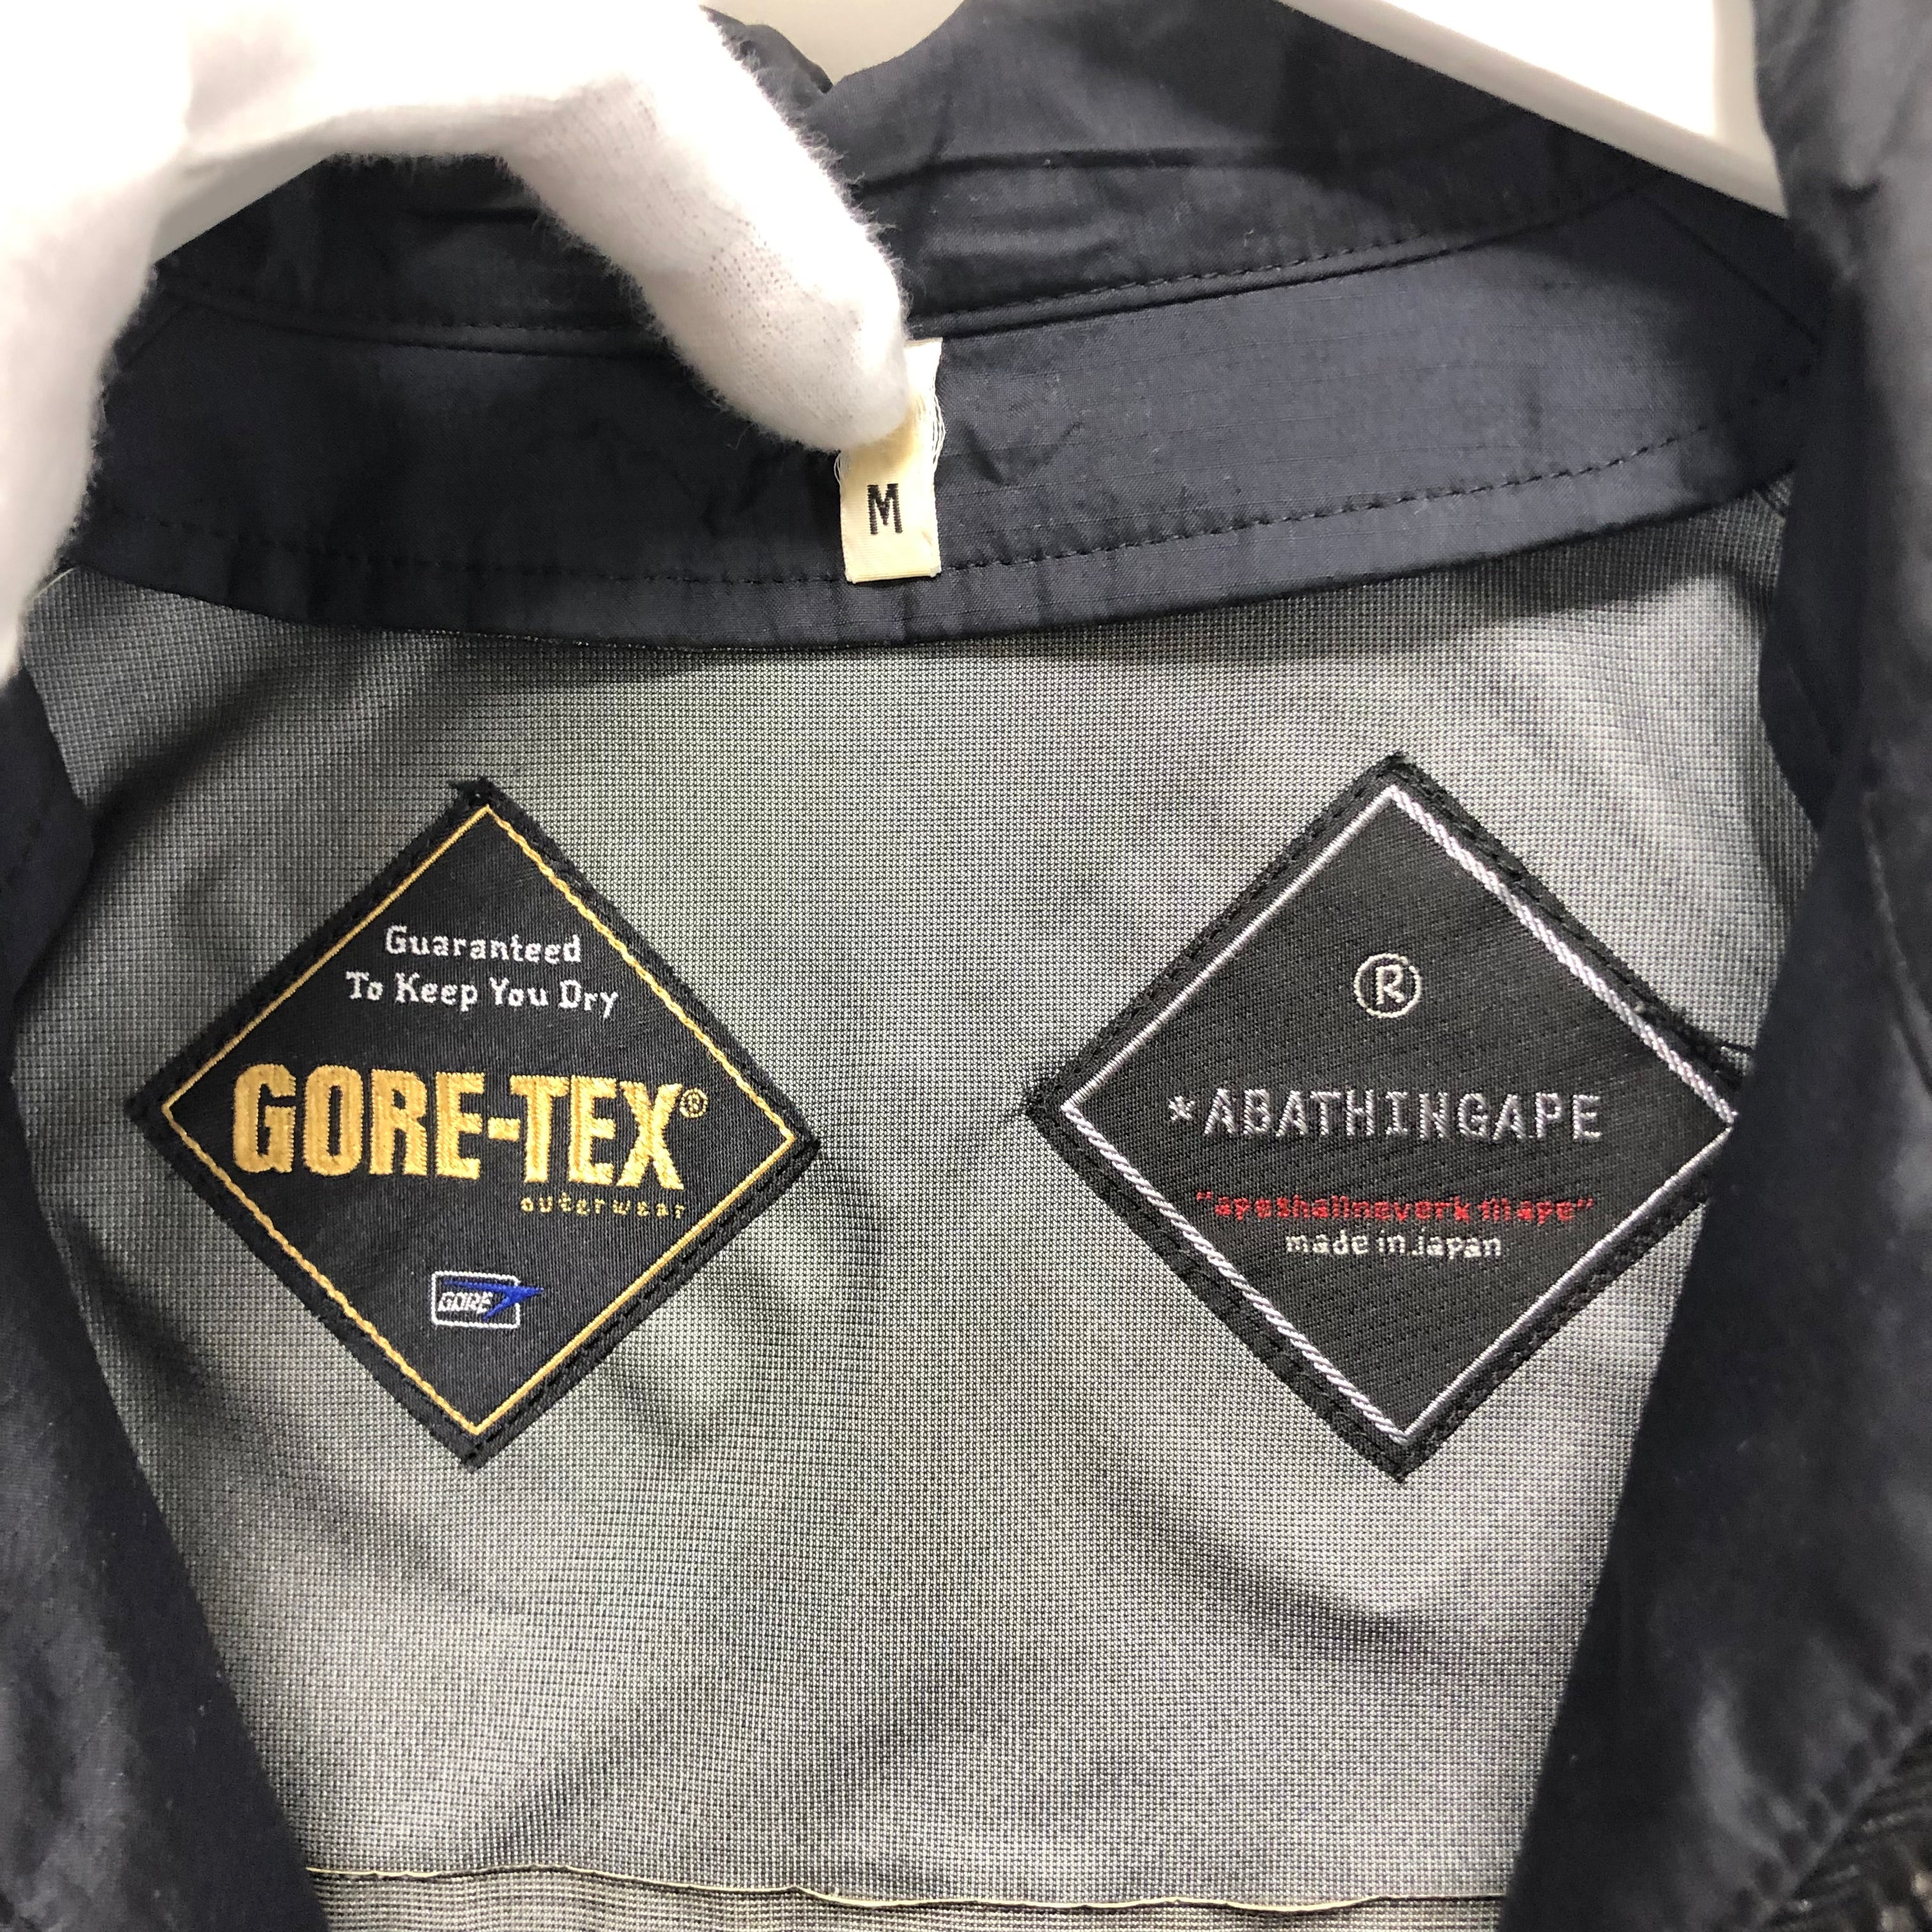 M
Guaranteed
To Keep You Dry
GORE-TEX®
outerwear
GORE
®
*ABATHINGAPE
"apeshallneverkillape"
made in japan